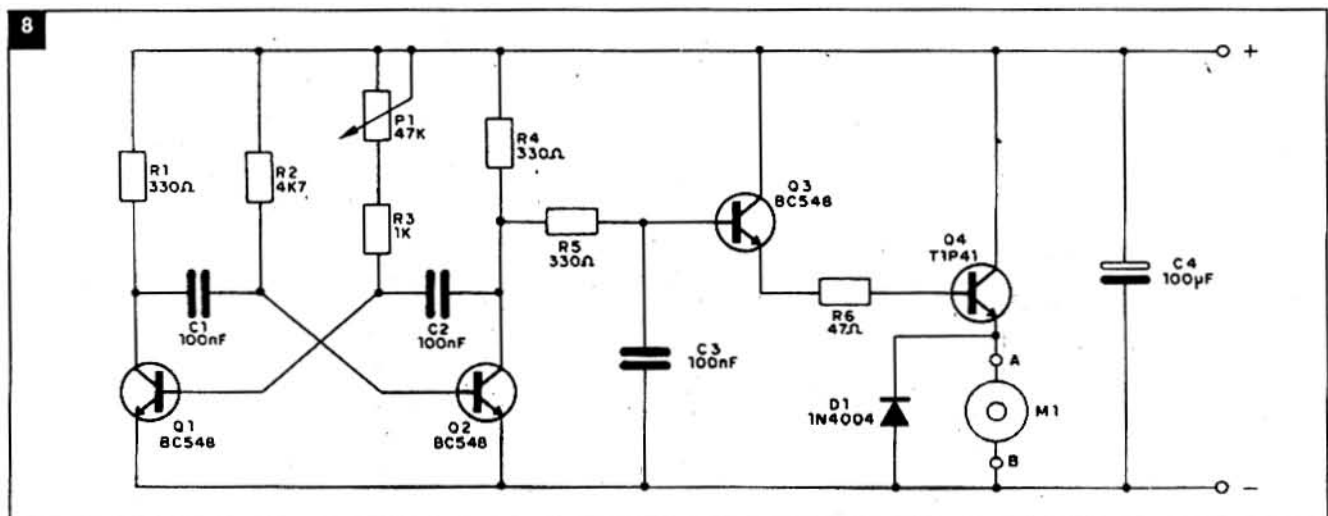 8
+
P1
47K
R4
330Ω
R1
330Ω
R2
4K7
Q3
BC548
R3
1K
R5
330Ω
Q4
T1P41
C4
100µF
C1
100nF
C2
100nF
R6
47Ω
C3
100nF
A
D1
1N4004
M1
Q1
BC548
Q2
BC548
B
−